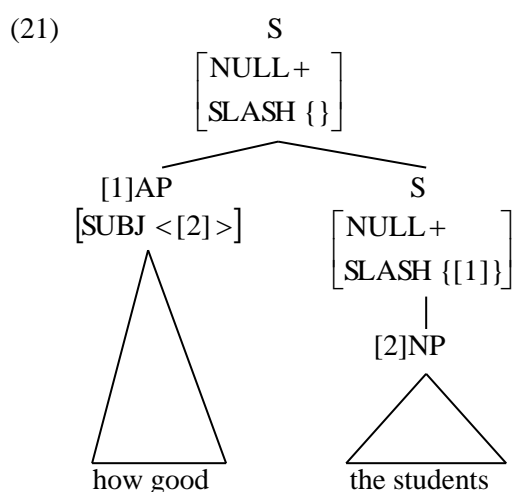 (21) S
NULL +
SLASH { }
[1]AP S
[SUBJ < [2] >] NULL +
SLASH {[1]}
[2]NP
how good the students